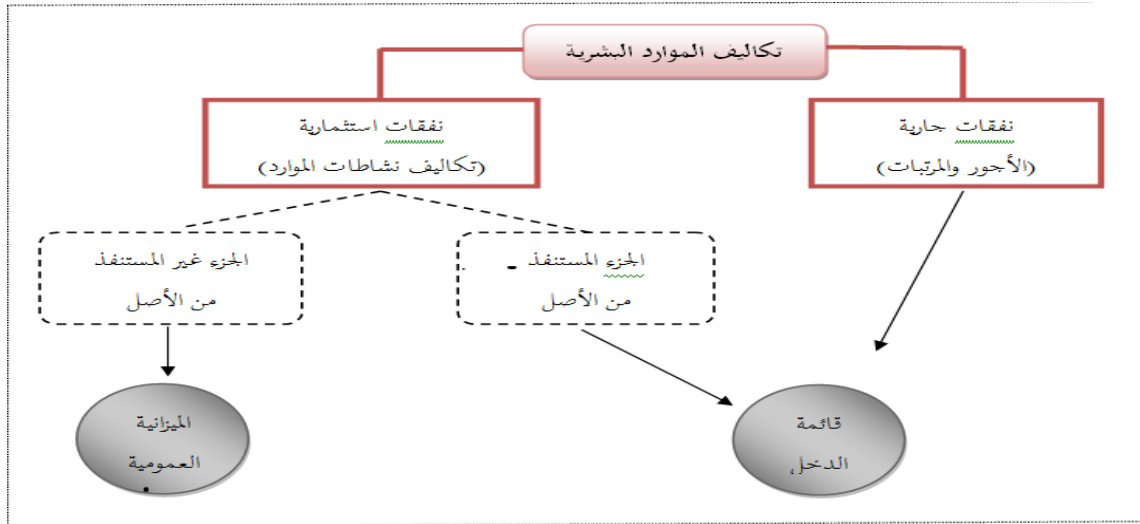 تكاليف الموارد البشرية
نفقات جارية
(الأجور والمرتبات)
نفقات استثمارية
(تكاليف نشاطات الموارد)
الجزء المستنفذ
من الأصل
الجزء غير المستنفذ
من الأصل
قائمة
الدخل
الميزانية
العمومية